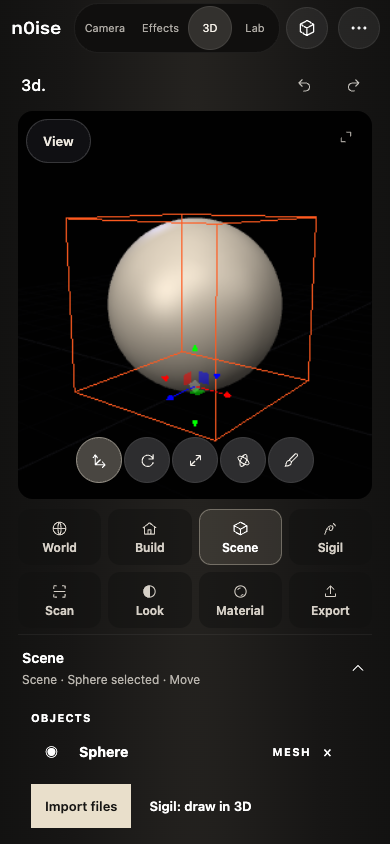 n0ise
Camera Effects 3D Lab
3d.
View
World Build Scene Sigil
Scan Look Material Export
Scene
Scene · Sphere selected · Move
OBJECTS
Sphere MESH ×
Import files Sigil: draw in 3D